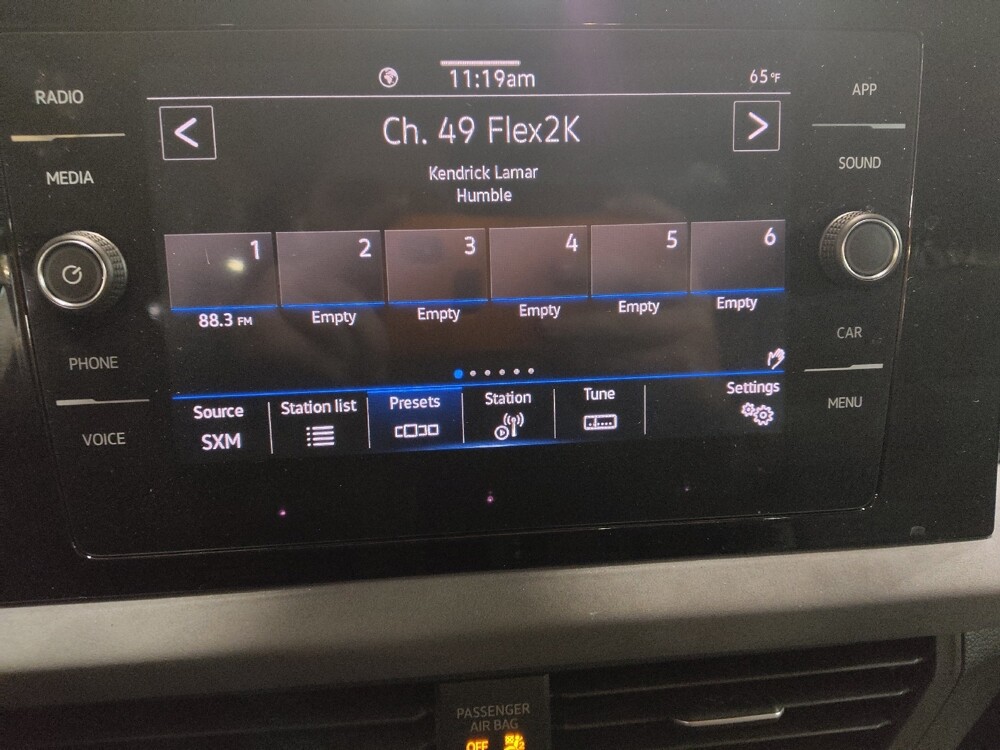 RADIO
MEDIA
PHONE
VOICE
11:19am
65°F
< Ch. 49 Flex2K >
Kendrick Lamar
Humble
1 2 3 4 5 6
88.3 FM Empty Empty Empty Empty Empty
Source Station list Presets Station Tune Settings
SXM
APP
SOUND
CAR
MENU
PASSENGER
AIR BAG
OFF